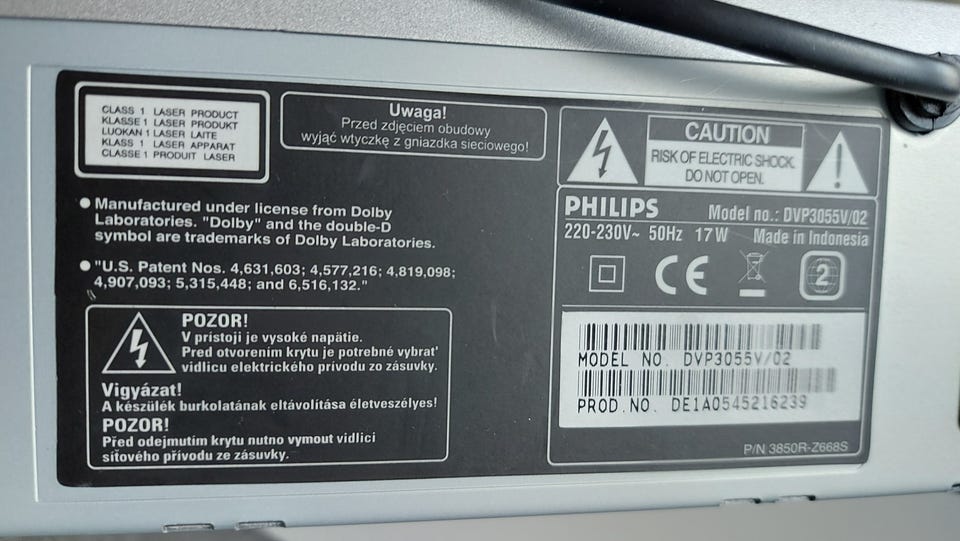 CLASS 1 LASER PRODUCT
KLASSE 1 LASER PRODUKT
LUOKAN 1 LASER LAITE
KLASS 1 LASER APPARAT
CLASSE 1 PRODUIT LASER
Uwaga!
Przed zdjęciem obudowy
wyjąć wtyczkę z gniazdka sieciowego!
CAUTION
RISK OF ELECTRIC SHOCK.
DO NOT OPEN.
● Manufactured under license from Dolby
Laboratories. "Dolby" and the double-D
symbol are trademarks of Dolby Laboratories.
● "U.S. Patent Nos. 4,631,603; 4,577,216; 4,819,098;
4,907,093; 5,315,448; and 6,516,132."
POZOR!
V prístoji je vysoké napätie.
Pred otvorením krytu je potrebné vybrat'
vidlicu elektrického prívodu zo zásuvky.
Vigyázat!
A készülék burkolatának eltávolítása életveszélyes!
POZOR!
Před odejmutím krytu nutno vymout vidlici
síťového přívodu ze zásuvky.
PHILIPS
Model no.: DVP3055V/02
220-230V~ 50Hz 17W Made in Indonesia
CE
2
MODEL NO. DVP3055V/02
PROD.NO. DE1A0545216239
P/N 3850R-Z668S